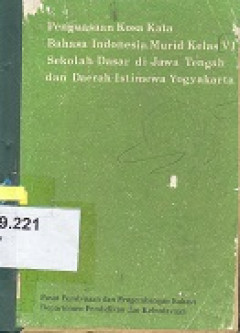 Penguasaan Kosa Kata
Bahasa Indonesia Murid Kelas VI
Sekolah Dasar di Jawa Tengah
dan Daerah Istimewa Yogyakarta
9.221
Pusat Pembinaan dan Pengembangan Bahasa
Departemen Pendidikan dan Kebudayaan